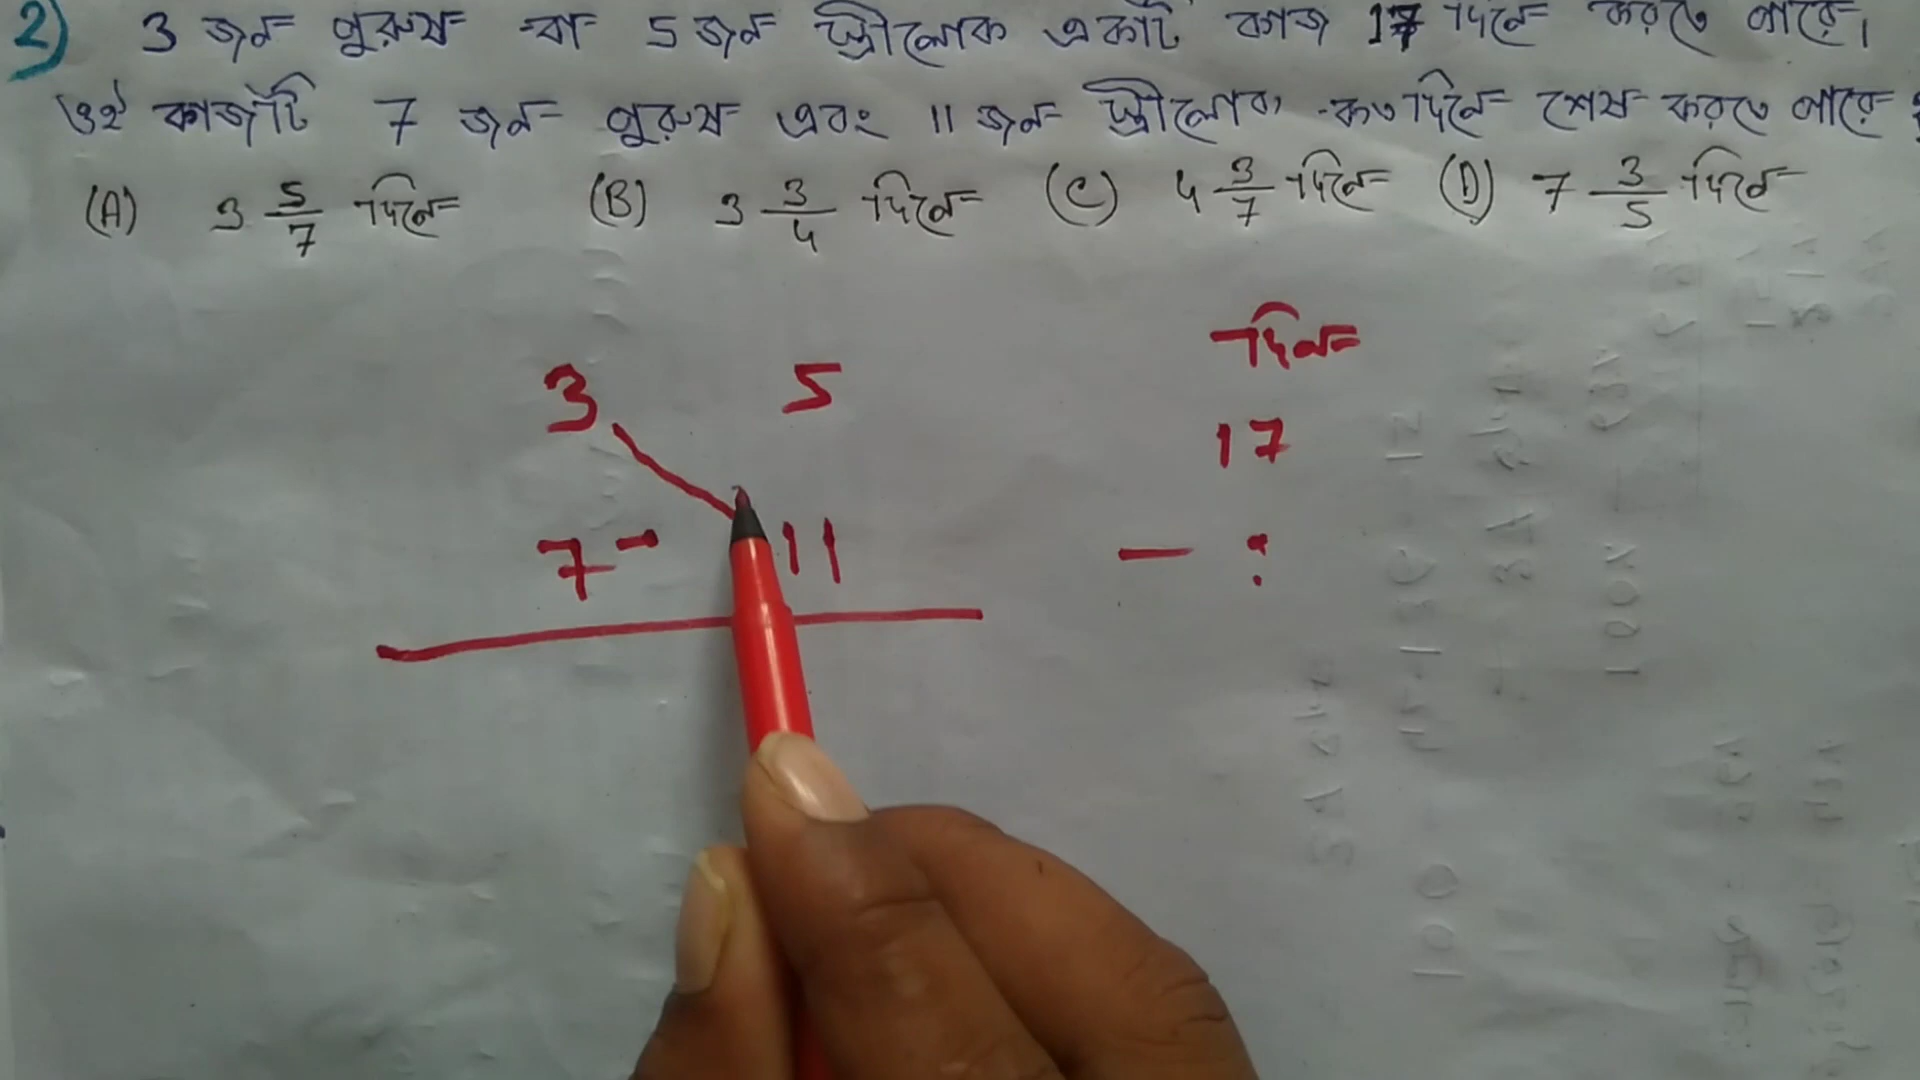 2) 3 জন পুরুষ বা 5 জন স্ত্রীলোক একটি কাজ 17 দিনে করতে পারে।
ওই কাজটি 7 জন পুরুষ এবং 11 জন স্ত্রীলোক কত দিনে শেষ করতে পারে ?
(A) 3 5/7 দিনে (B) 3 3/4 দিনে (C) 4 3/7 দিনে (D) 7 3/5 দিনে
দিন
3 5 17
7 - 11 — ?